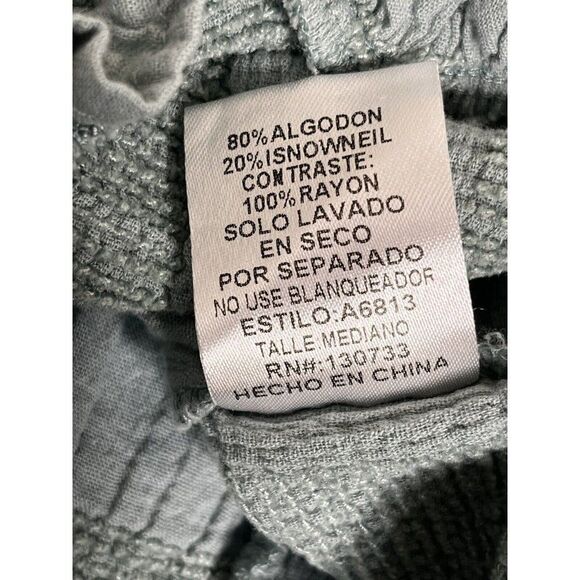 80%ALGODON
20%ISNOWNEIL
CONTRASTE:
100%RAYON
SOLO LAVADO
EN SECO
POR SEPARADO
NO USE BLANQUEADOR
ESTILO:A6813
TALLE MEDIANO
RN#:130733
HECHO EN CHINA